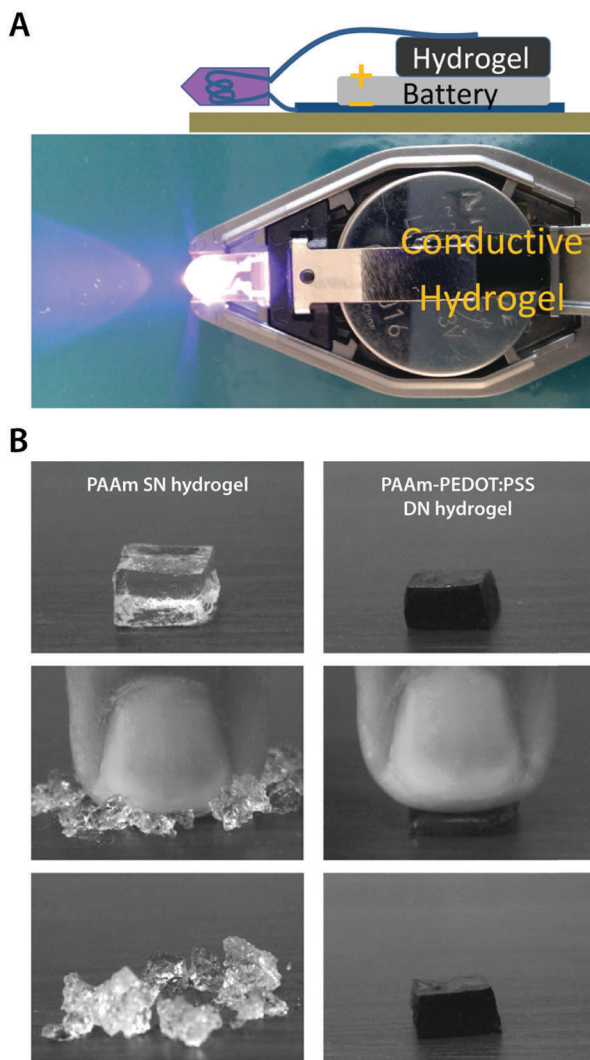 A
Hydrogel
+
Battery
−
Conductive
Hydrogel
B
PAAm SN hydrogel
PAAm-PEDOT:PSS
DN hydrogel